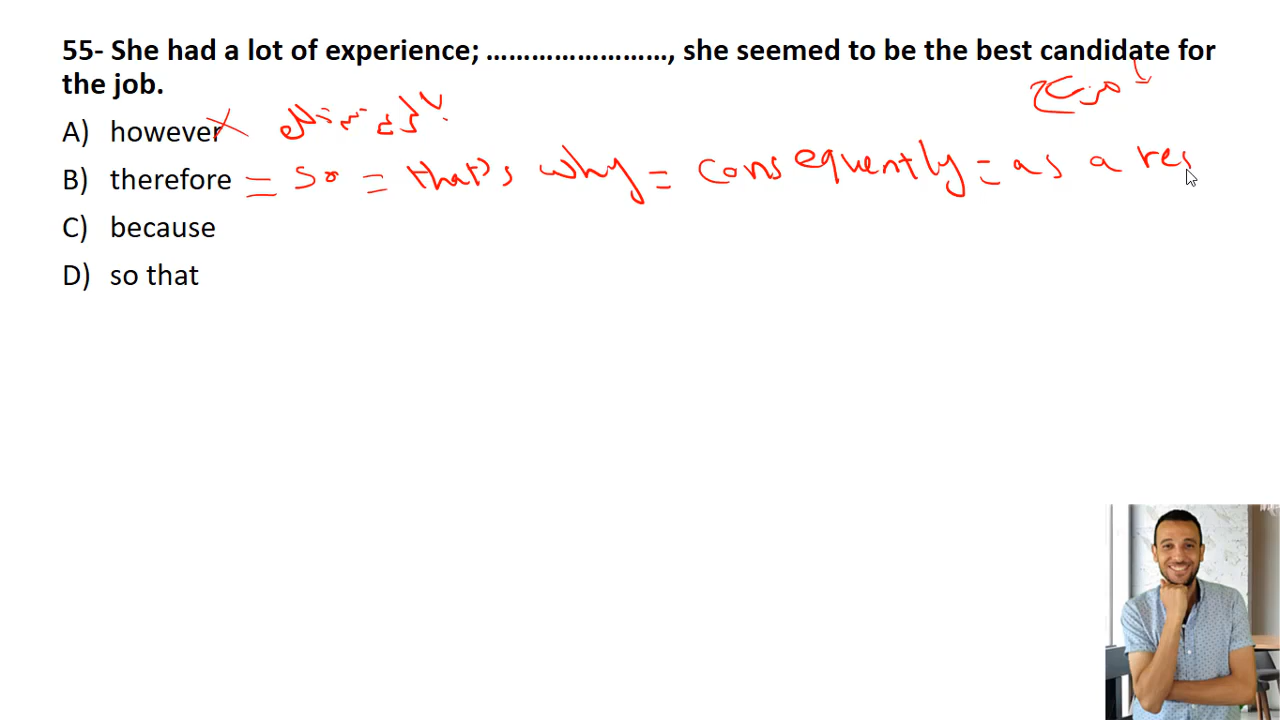 55- She had a lot of experience; ........................, she seemed to be the best candidate for
the job.
A) however
B) therefore = so = that's why = consequently = as a res
C) because
D) so that